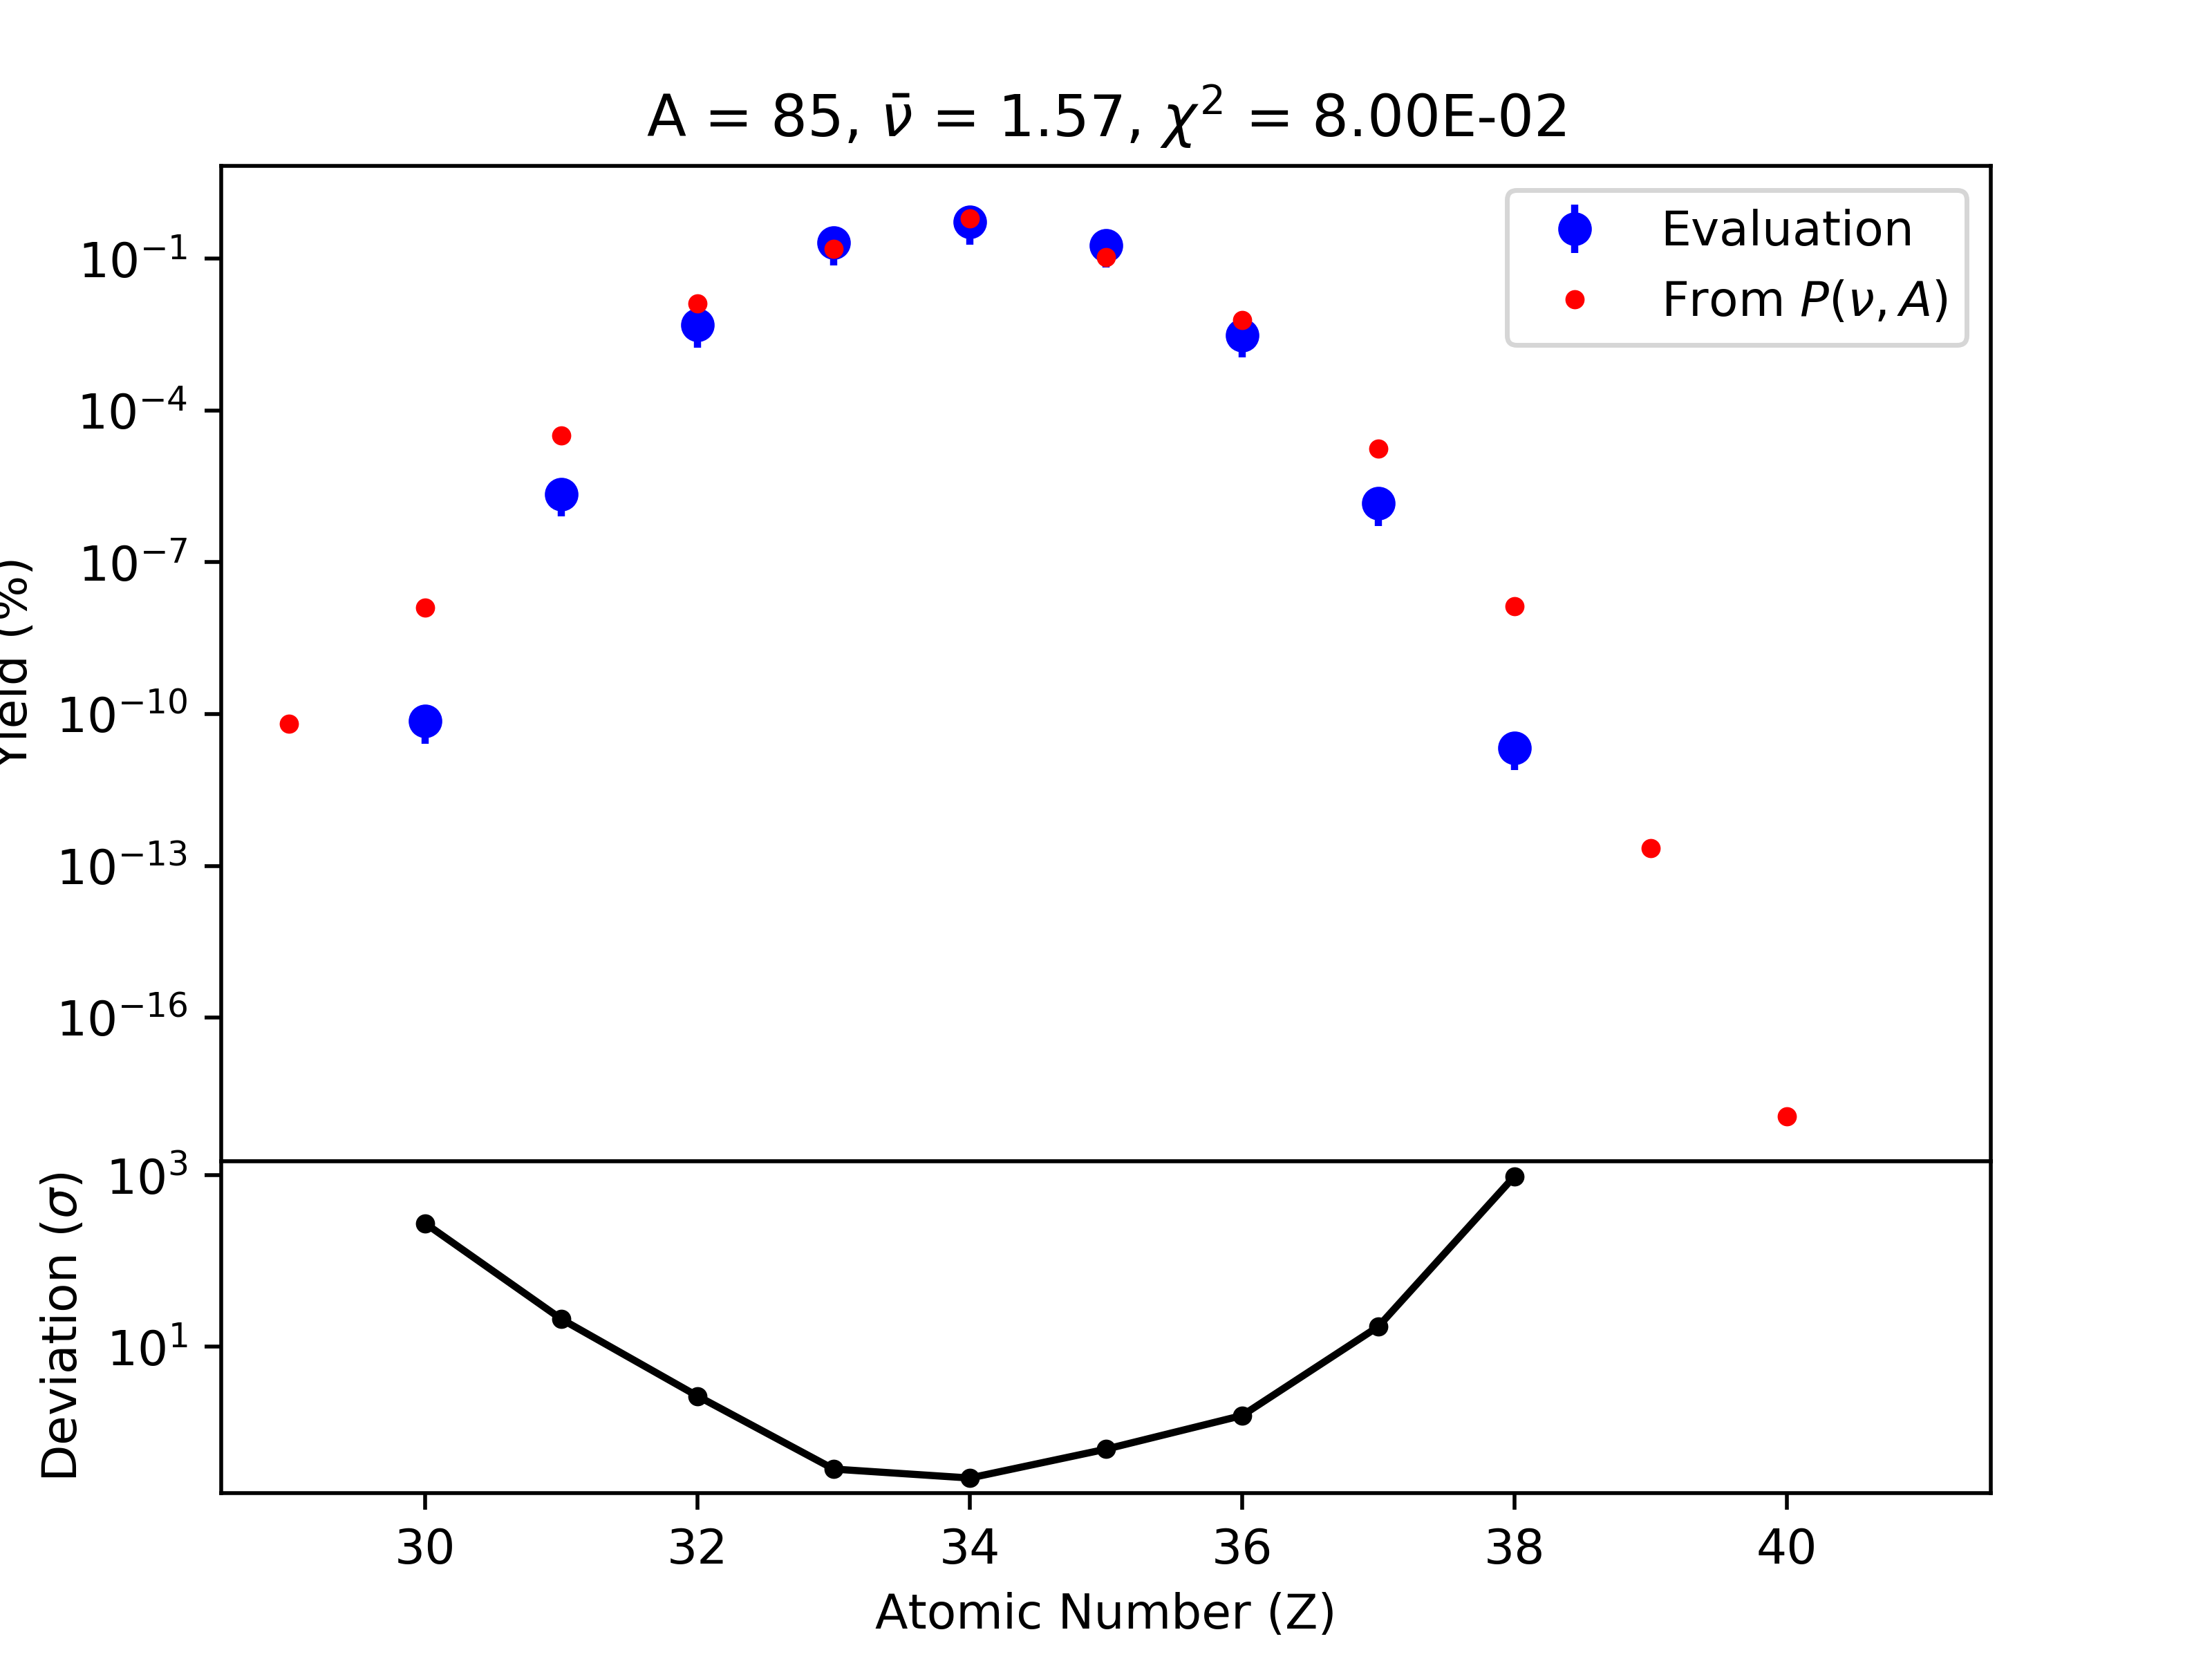 A = 85, ν̄ = 1.57, χ² = 8.00E-02
Evaluation
From P(ν, A)
Yield (%)
10⁻¹
10⁻⁴
10⁻⁷
10⁻¹⁰
10⁻¹³
10⁻¹⁶
Deviation (σ)
10³
10¹
30 32 34 36 38 40
Atomic Number (Z)